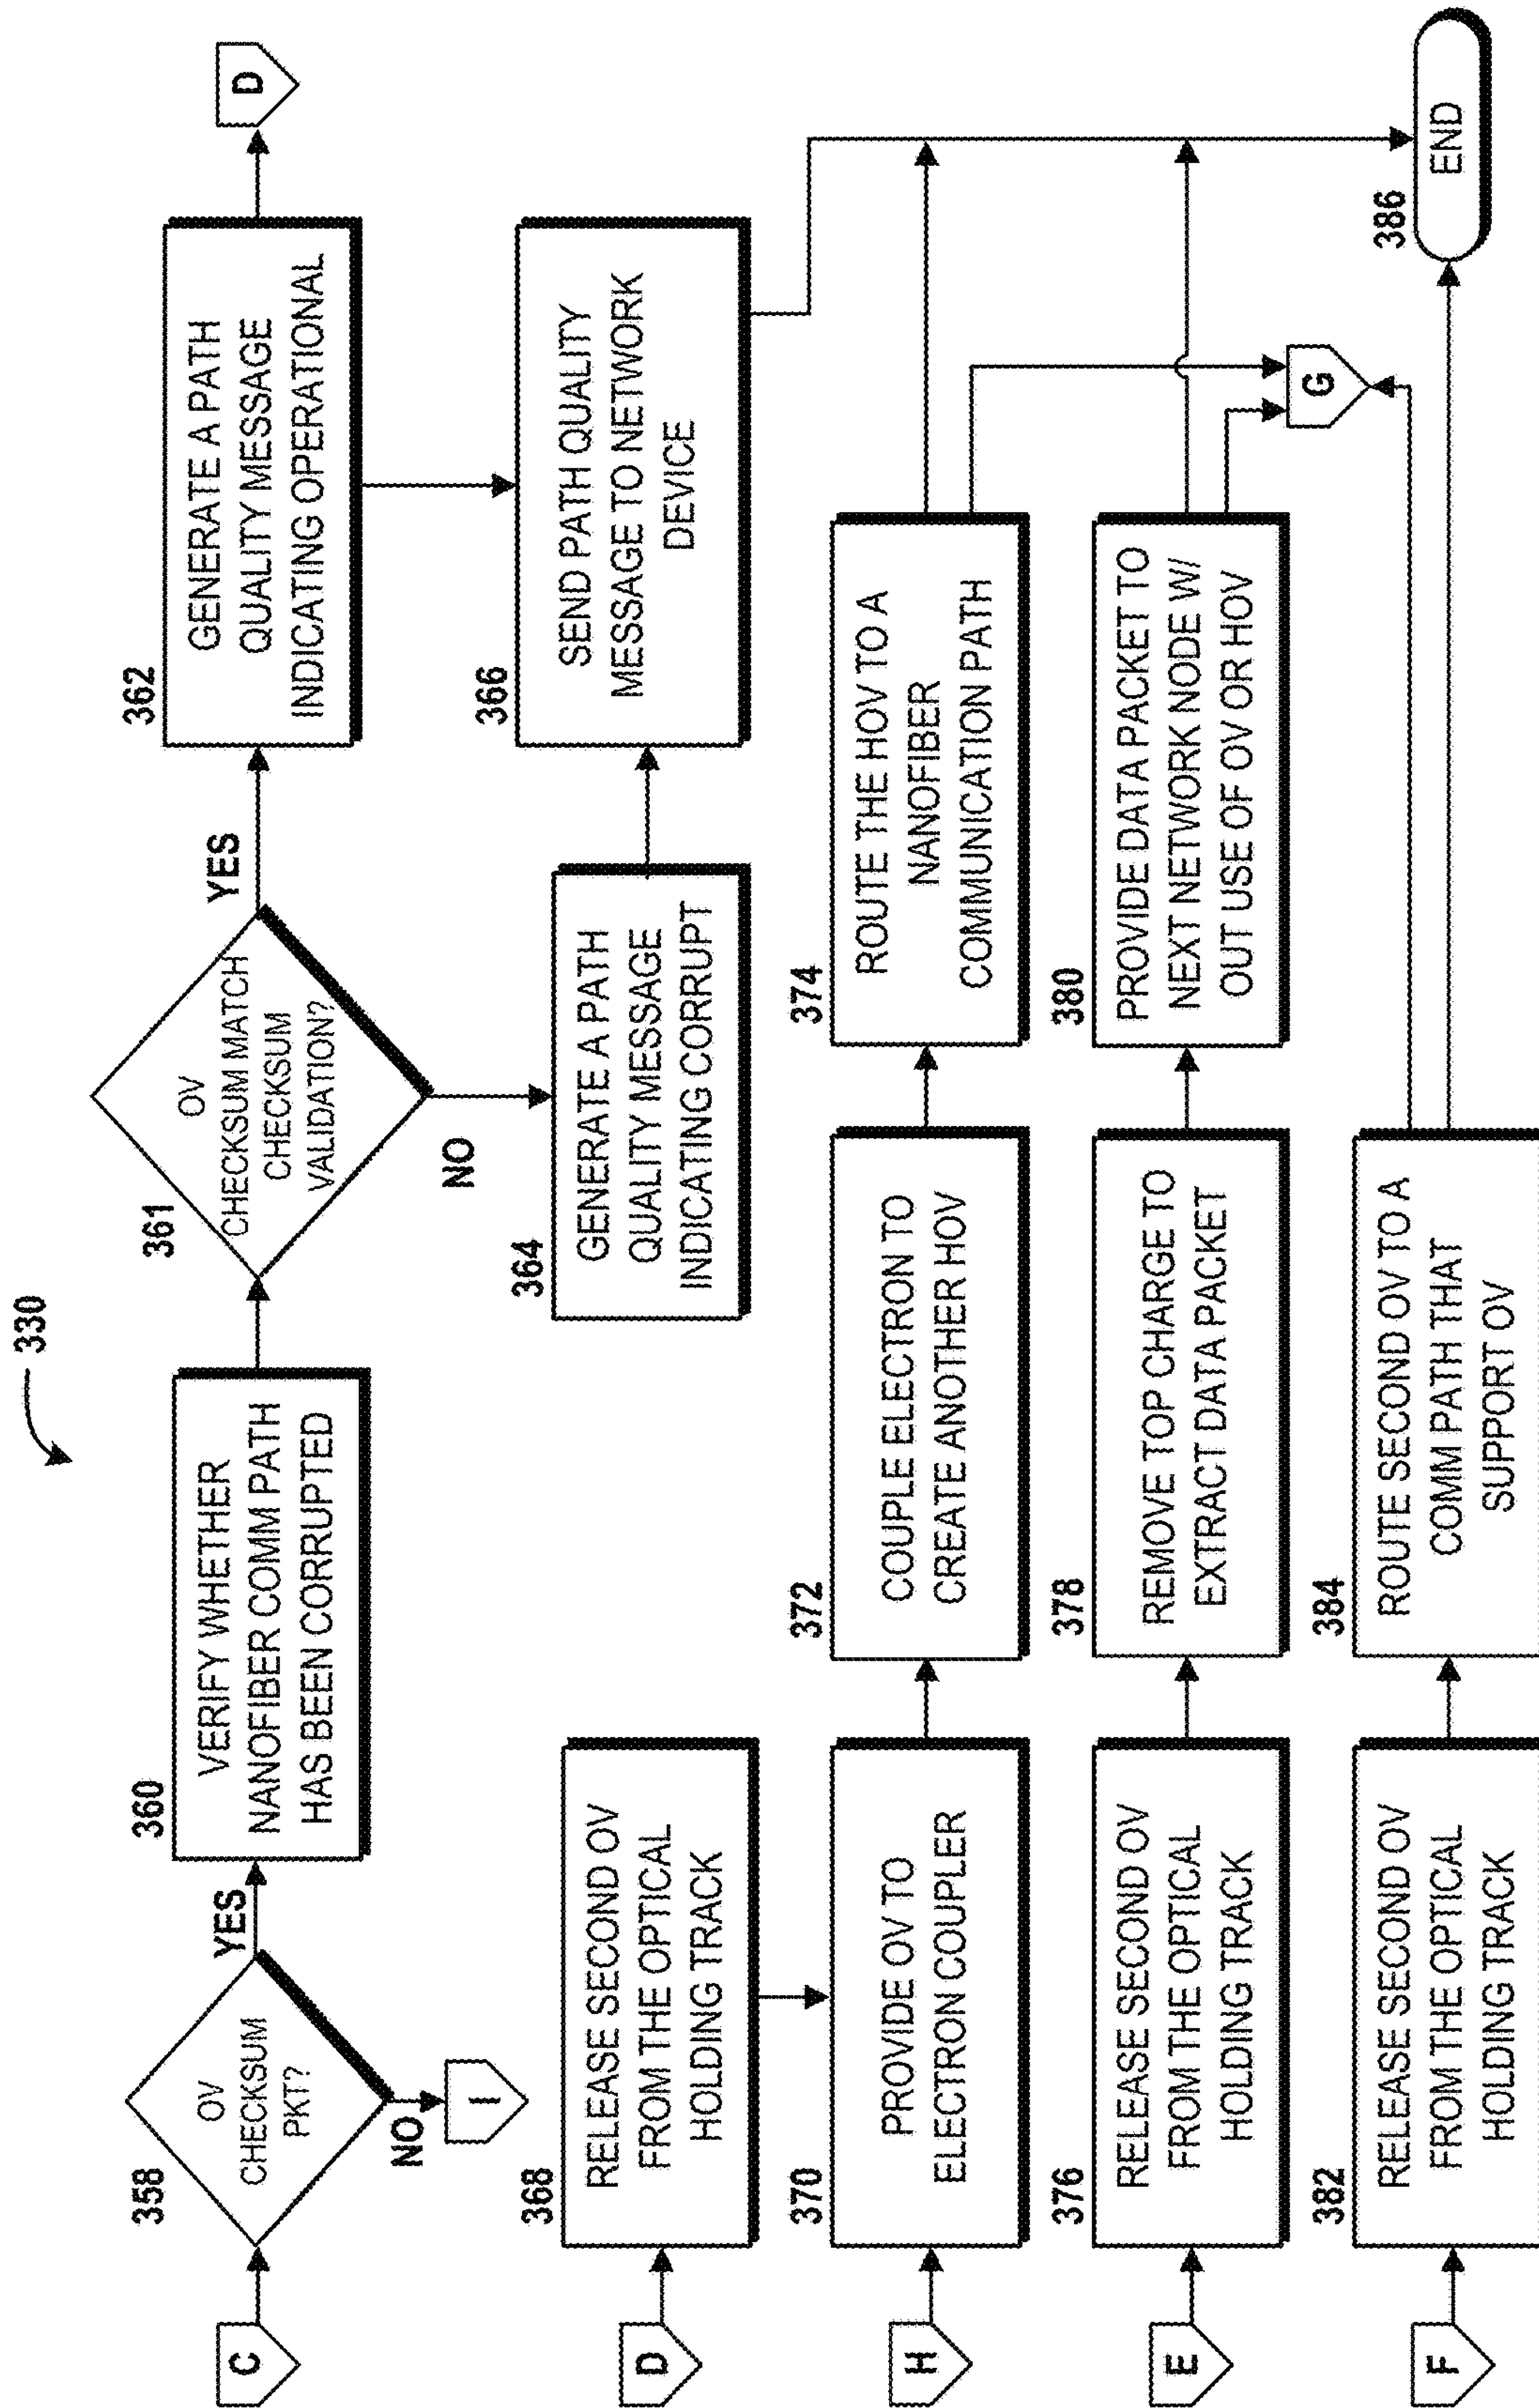 330
C
358
OV
CHECKSUM
PKT?
YES
NO
I
360
VERIFY WHETHER
NANOFIBER COMM PATH
HAS BEEN CORRUPTED
361
OV
CHECKSUM MATCH
CHECKSUM
VALIDATION?
YES
NO
362
GENERATE A PATH
QUALITY MESSAGE
INDICATING OPERATIONAL
D
364
GENERATE A PATH
QUALITY MESSAGE
INDICATING CORRUPT
366
SEND PATH QUALITY
MESSAGE TO NETWORK
DEVICE
D
368
RELEASE SECOND OV
FROM THE OPTICAL
HOLDING TRACK
H
370
PROVIDE OV TO
ELECTRON COUPLER
372
COUPLE ELECTRON TO
CREATE ANOTHER HOV
374
ROUTE THE HOV TO A
NANOFIBER
COMMUNICATION PATH
E
376
RELEASE SECOND OV
FROM THE OPTICAL
HOLDING TRACK
378
REMOVE TOP CHARGE TO
EXTRACT DATA PACKET
380
PROVIDE DATA PACKET TO
NEXT NETWORK NODE W/
OUT USE OF OV OR HOV
G
F
382
RELEASE SECOND OV
FROM THE OPTICAL
HOLDING TRACK
384
ROUTE SECOND OV TO A
COMM PATH THAT
SUPPORT OV
386
END